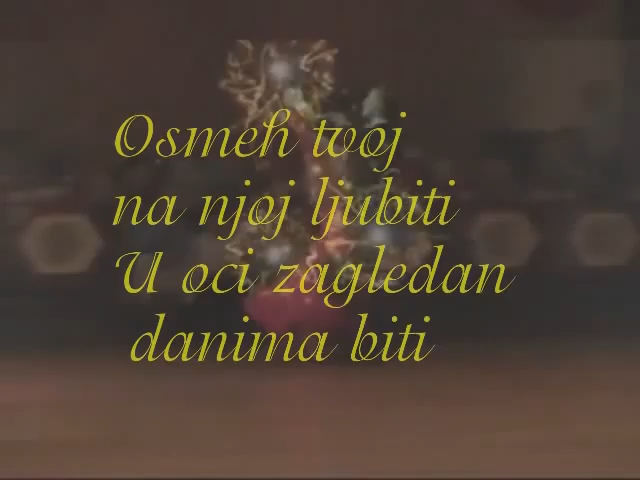 Osmeh tvoj
na njoj ljubiti
U oci zagledan
danima biti